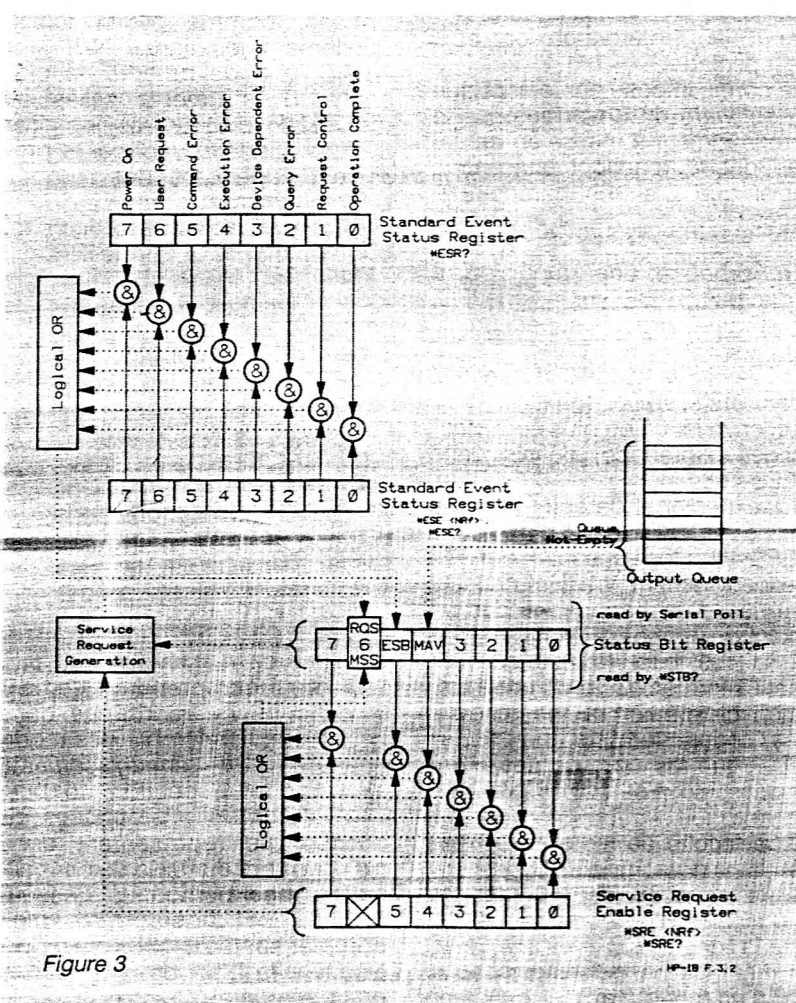 Power On
User Request
Command Error
Execution Error
Device Dependent Error
Query Error
Request Control
Operation Complete
7 6 5 4 3 2 1 0
Standard Event
Status Register
*ESR?
Logical OR
& & & & & & & &
7 6 5 4 3 2 1 0
Standard Event
Status Register
*ESE <NRf>
*ESE?
Queue
Not-Empty
Output Queue
Service
Request
Generation
7 RQS 6 MSS ESB MAV 3 2 1 0
read by Serial Poll
Status Bit Register
read by *STB?
Logical OR
& & & & & & &
7 5 4 3 2 1 0
Service Request
Enable Register
*SRE <NRf>
*SRE?
Figure 3
HP-IB F.3.2